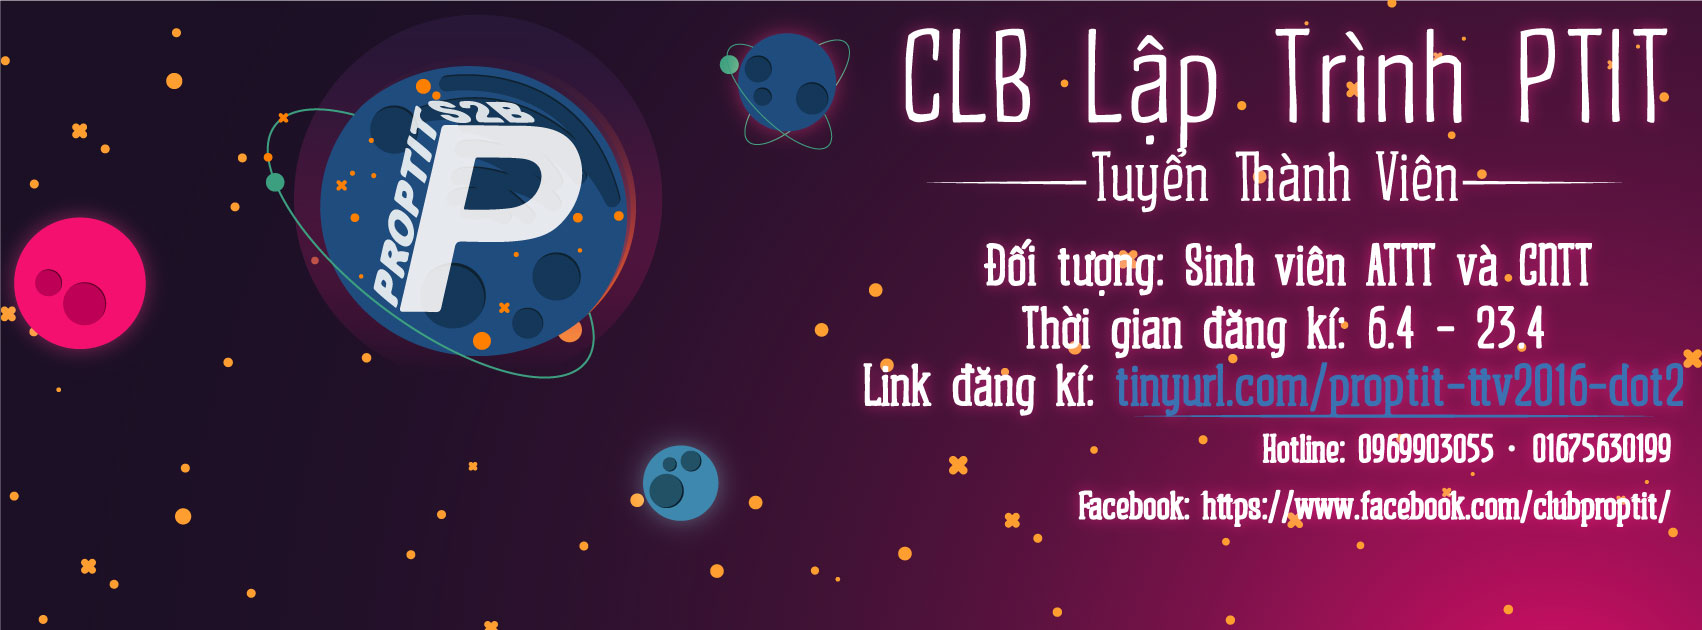 PROPTIT S2B
P
CLB Lập Trình PTIT
Tuyển Thành Viên
Đối tượng: Sinh viên ATTT và CNTT
Thời gian đăng kí: 6.4 - 23.4
Link đăng kí: tinyurl.com/proptit-ttv2016-dot2
Hotline: 0969903055 · 01675630199
Facebook: https://www.facebook.com/clubproptit/